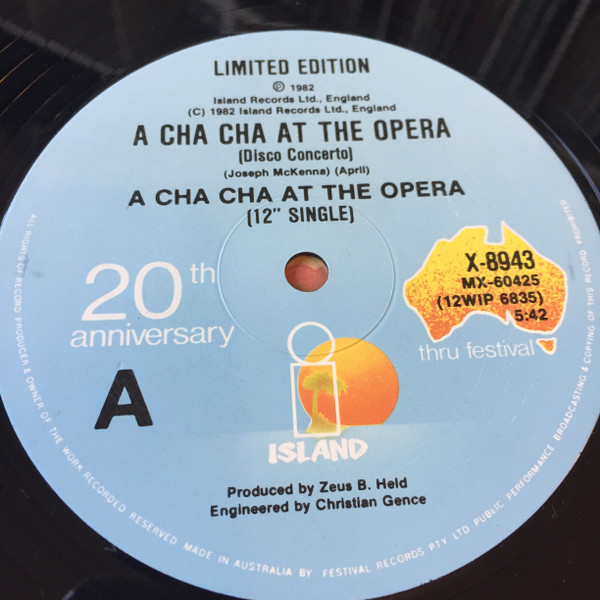 LIMITED EDITION
℗ 1982
Island Records Ltd., England
(C) 1982 Island Records Ltd., England
A CHA CHA AT THE OPERA
(Disco Concerto)
(Joseph McKenna) (April)
A CHA CHA AT THE OPERA
(12" SINGLE)
20th
anniversary
A
X-8943
MX-60425
(12WIP 6835)
5:42
thru festival
ISLAND
Produced by Zeus B. Held
Engineered by Christian Gence
ALL RIGHTS OF RECORD PRODUCER & OWNER OF THE WORK RECORDED RESERVED MADE IN AUSTRALIA BY FESTIVAL RECORDS PTY LTD PUBLIC PERFORMANCE BROADCASTING & COPYING OF THIS RECORD PROHIBITED